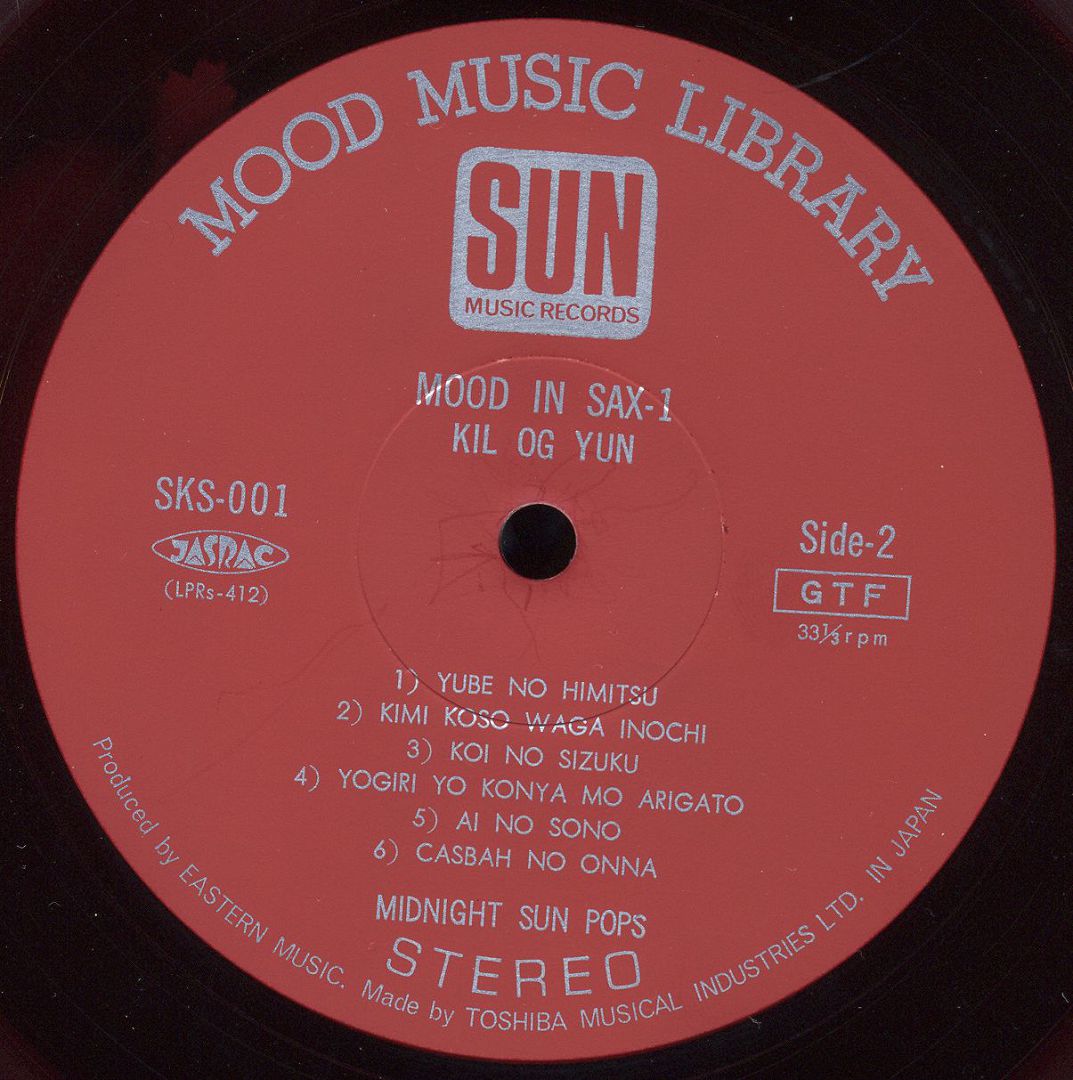 MOOD MUSIC LIBRARY
SUN
MUSIC RECORDS
MOOD IN SAX-1
KIL OG YUN
SKS-001
JASRAC
(LPRs-412)
Side-2
GTF
33⅓rpm
1) YUBE NO HIMITSU
2) KIMI KOSO WAGA INOCHI
3) KOI NO SIZUKU
4) YOGIRI YO KONYA MO ARIGATO
5) AI NO SONO
6) CASBAH NO ONNA
MIDNIGHT SUN POPS
STEREO
Produced by EASTERN MUSIC. Made by TOSHIBA MUSICAL INDUSTRIES LTD. IN JAPAN